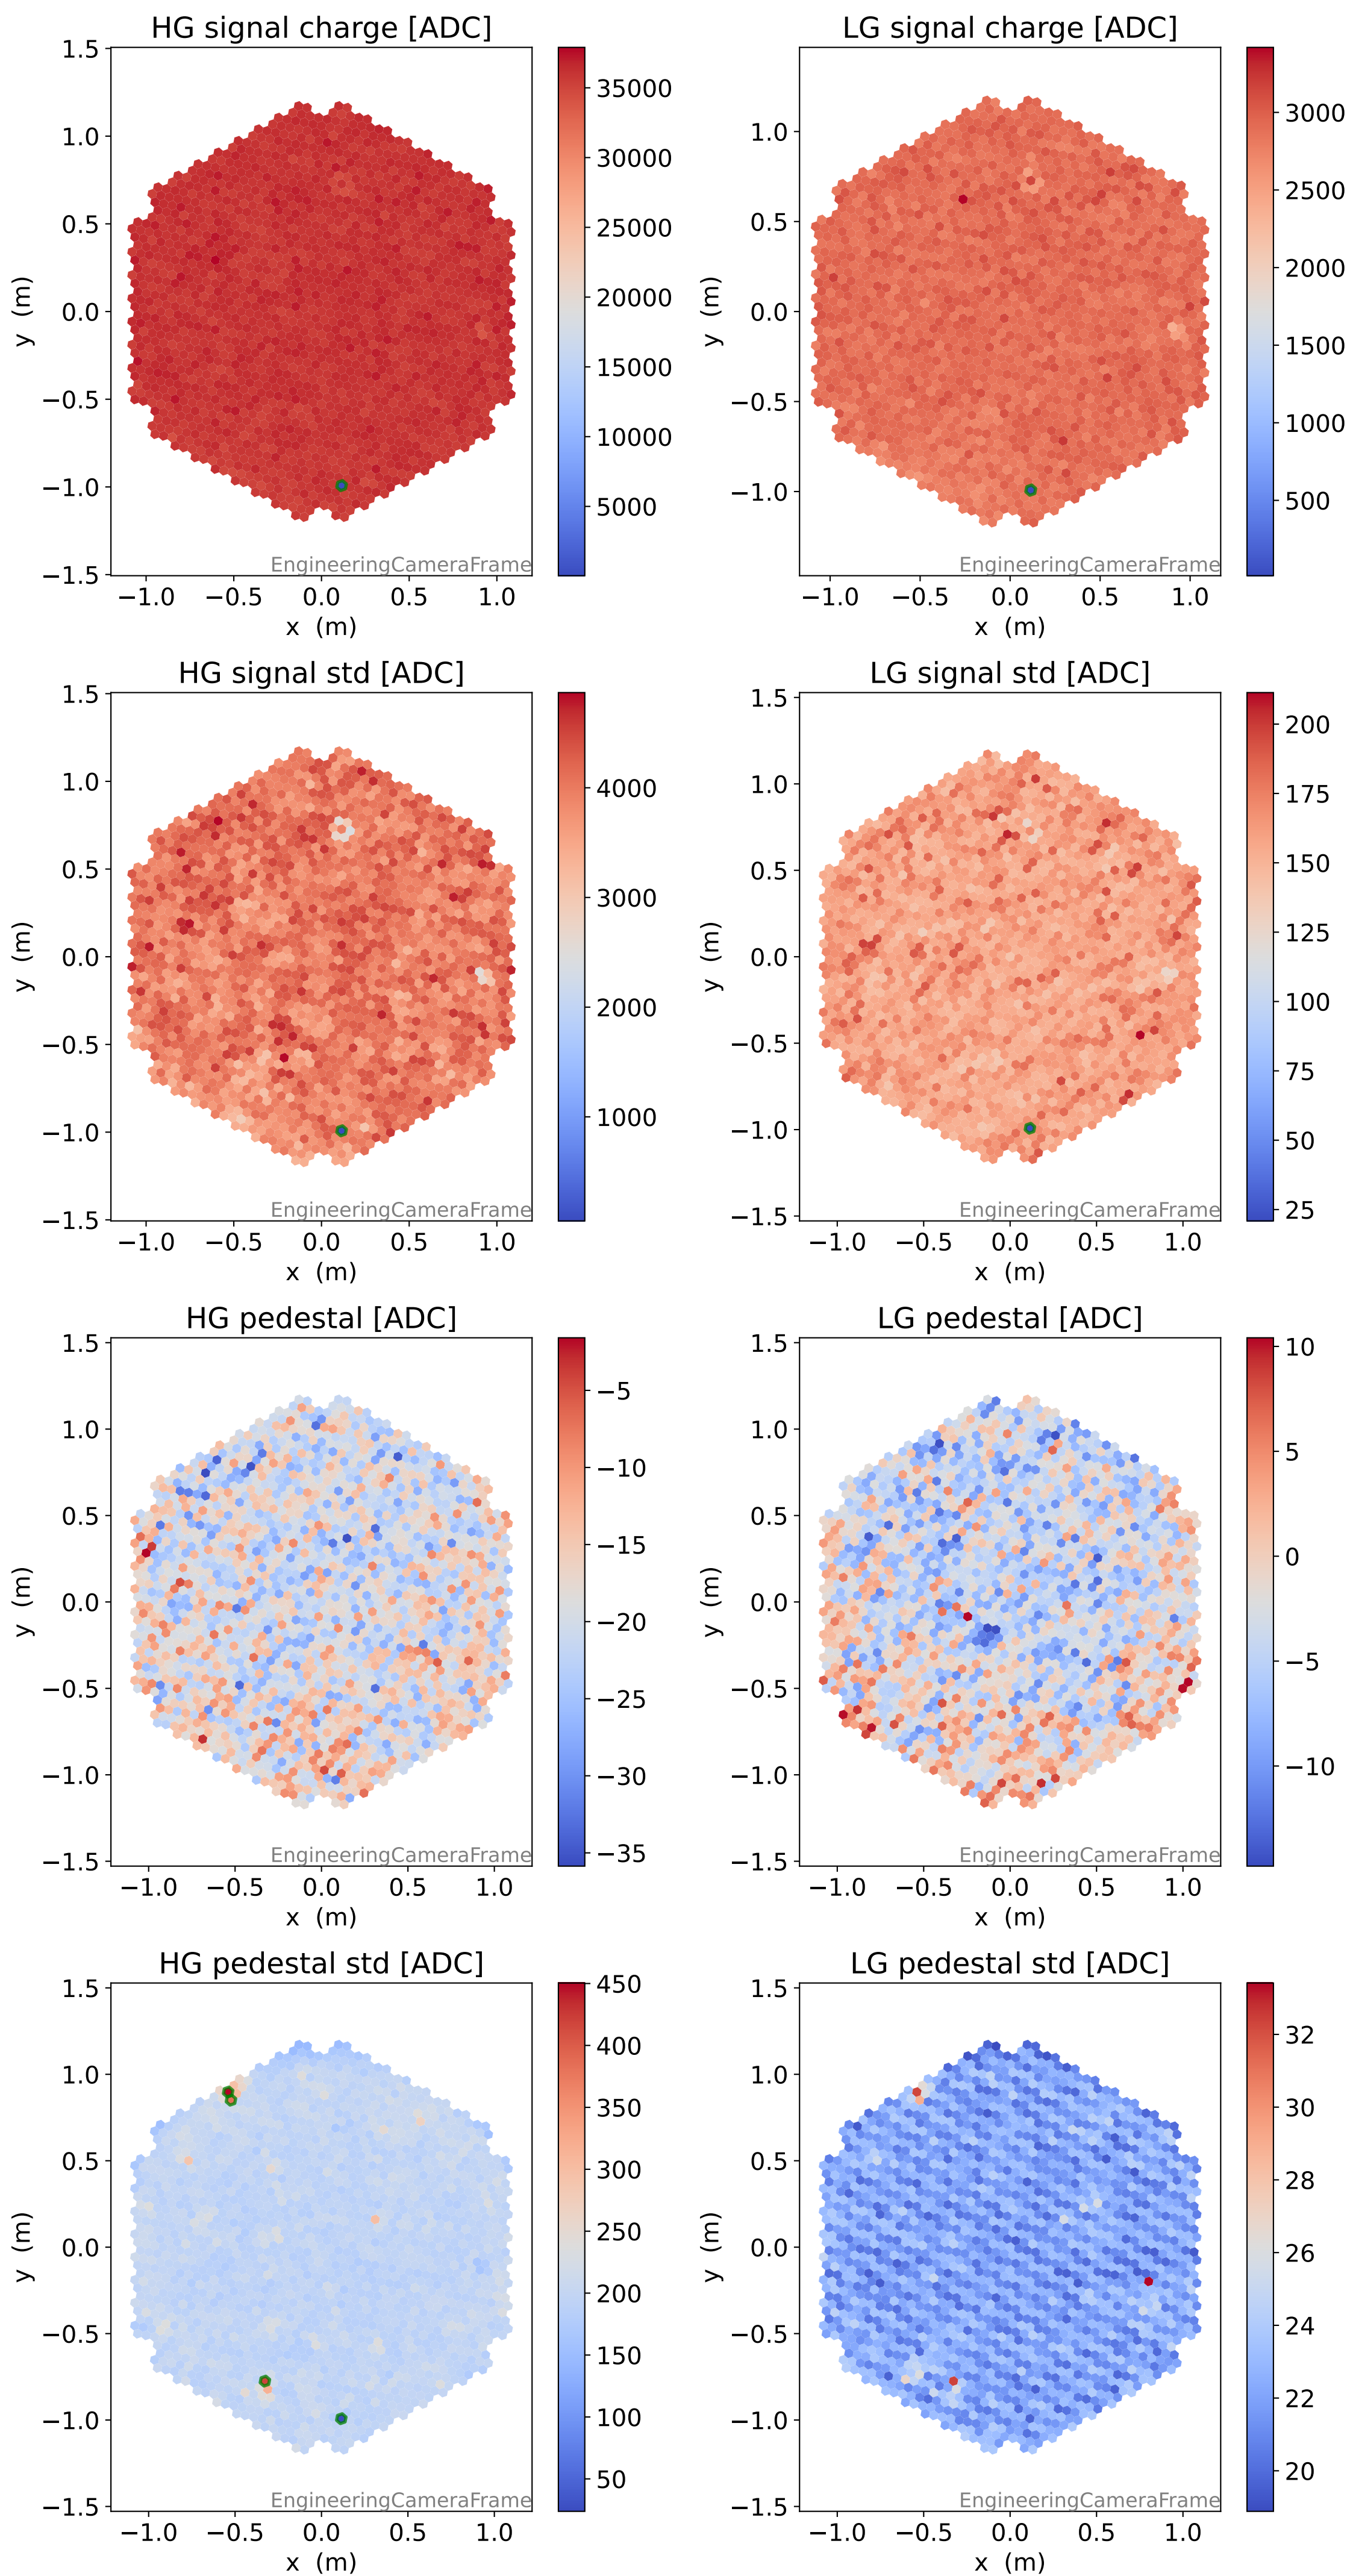 HG signal charge [ADC]
1.5
1.0
0.5
0.0
−0.5
−1.0
−1.5
y (m)
−1.0 −0.5 0.0 0.5 1.0
x (m)
EngineeringCameraFrame
35000
30000
25000
20000
15000
10000
5000
LG signal charge [ADC]
1.0
0.5
0.0
−0.5
−1.0
y (m)
−1.0 −0.5 0.0 0.5 1.0
x (m)
EngineeringCameraFrame
3000
2500
2000
1500
1000
500
HG signal std [ADC]
1.5
1.0
0.5
0.0
−0.5
−1.0
−1.5
y (m)
−1.0 −0.5 0.0 0.5 1.0
x (m)
EngineeringCameraFrame
4000
3000
2000
1000
LG signal std [ADC]
1.5
1.0
0.5
0.0
−0.5
−1.0
−1.5
y (m)
−1.0 −0.5 0.0 0.5 1.0
x (m)
EngineeringCameraFrame
200
175
150
125
100
75
50
25
HG pedestal [ADC]
1.5
1.0
0.5
0.0
−0.5
−1.0
−1.5
y (m)
−1.0 −0.5 0.0 0.5 1.0
x (m)
EngineeringCameraFrame
−5
−10
−15
−20
−25
−30
−35
LG pedestal [ADC]
1.5
1.0
0.5
0.0
−0.5
−1.0
−1.5
y (m)
−1.0 −0.5 0.0 0.5 1.0
x (m)
EngineeringCameraFrame
10
5
0
−5
−10
HG pedestal std [ADC]
1.5
1.0
0.5
0.0
−0.5
−1.0
−1.5
y (m)
−1.0 −0.5 0.0 0.5 1.0
x (m)
EngineeringCameraFrame
450
400
350
300
250
200
150
100
50
LG pedestal std [ADC]
1.5
1.0
0.5
0.0
−0.5
−1.0
−1.5
y (m)
−1.0 −0.5 0.0 0.5 1.0
x (m)
EngineeringCameraFrame
32
30
28
26
24
22
20